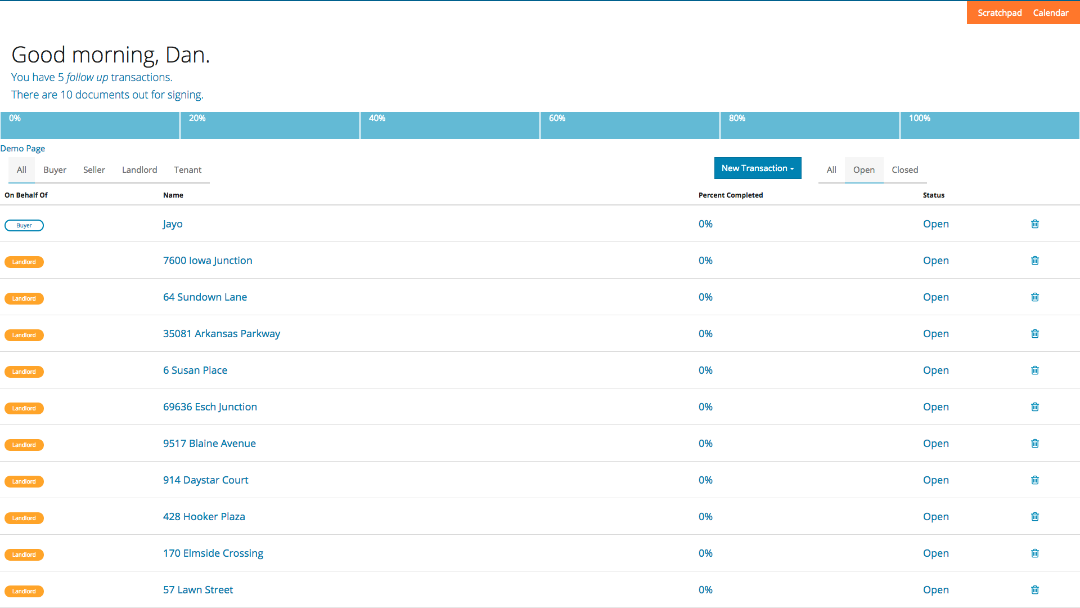 Scratchpad Calendar
Good morning, Dan.
You have 5 follow up transactions.
There are 10 documents out for signing.
0% 20% 40% 60% 80% 100%
Demo Page
All Buyer Seller Landlord Tenant New Transaction - All Open Closed
On Behalf Of Name Percent Completed Status
Buyer Jayo 0% Open
Landlord 7600 Iowa Junction 0% Open
Landlord 64 Sundown Lane 0% Open
Landlord 35081 Arkansas Parkway 0% Open
Landlord 6 Susan Place 0% Open
Landlord 69636 Esch Junction 0% Open
Landlord 9517 Blaine Avenue 0% Open
Landlord 914 Daystar Court 0% Open
Landlord 428 Hooker Plaza 0% Open
Landlord 170 Elmside Crossing 0% Open
Landlord 57 Lawn Street 0% Open